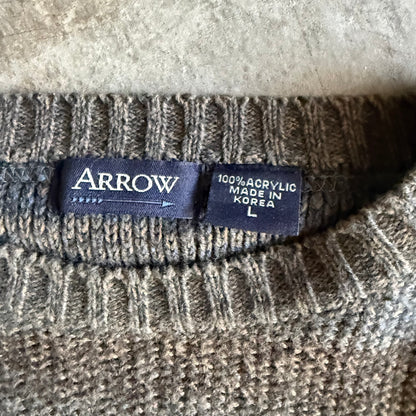 ARROW
100% ACRYLIC
MADE IN
KOREA
L